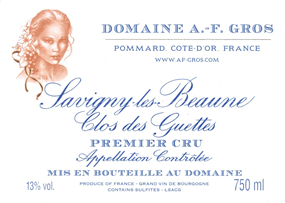 DOMAINE A.-F. GROS
POMMARD, COTE-D'OR, FRANCE
WWW.AF-GROS.COM
Savigny-les-Beaune
Clos des Guettes
PREMIER CRU
Appellation Contrôlée
MIS EN BOUTEILLE AU DOMAINE
13% vol.
PRODUCE OF FRANCE - GRAND VIN DE BOURGOGNE
CONTAINS SULFITES - LSACG
750 ml